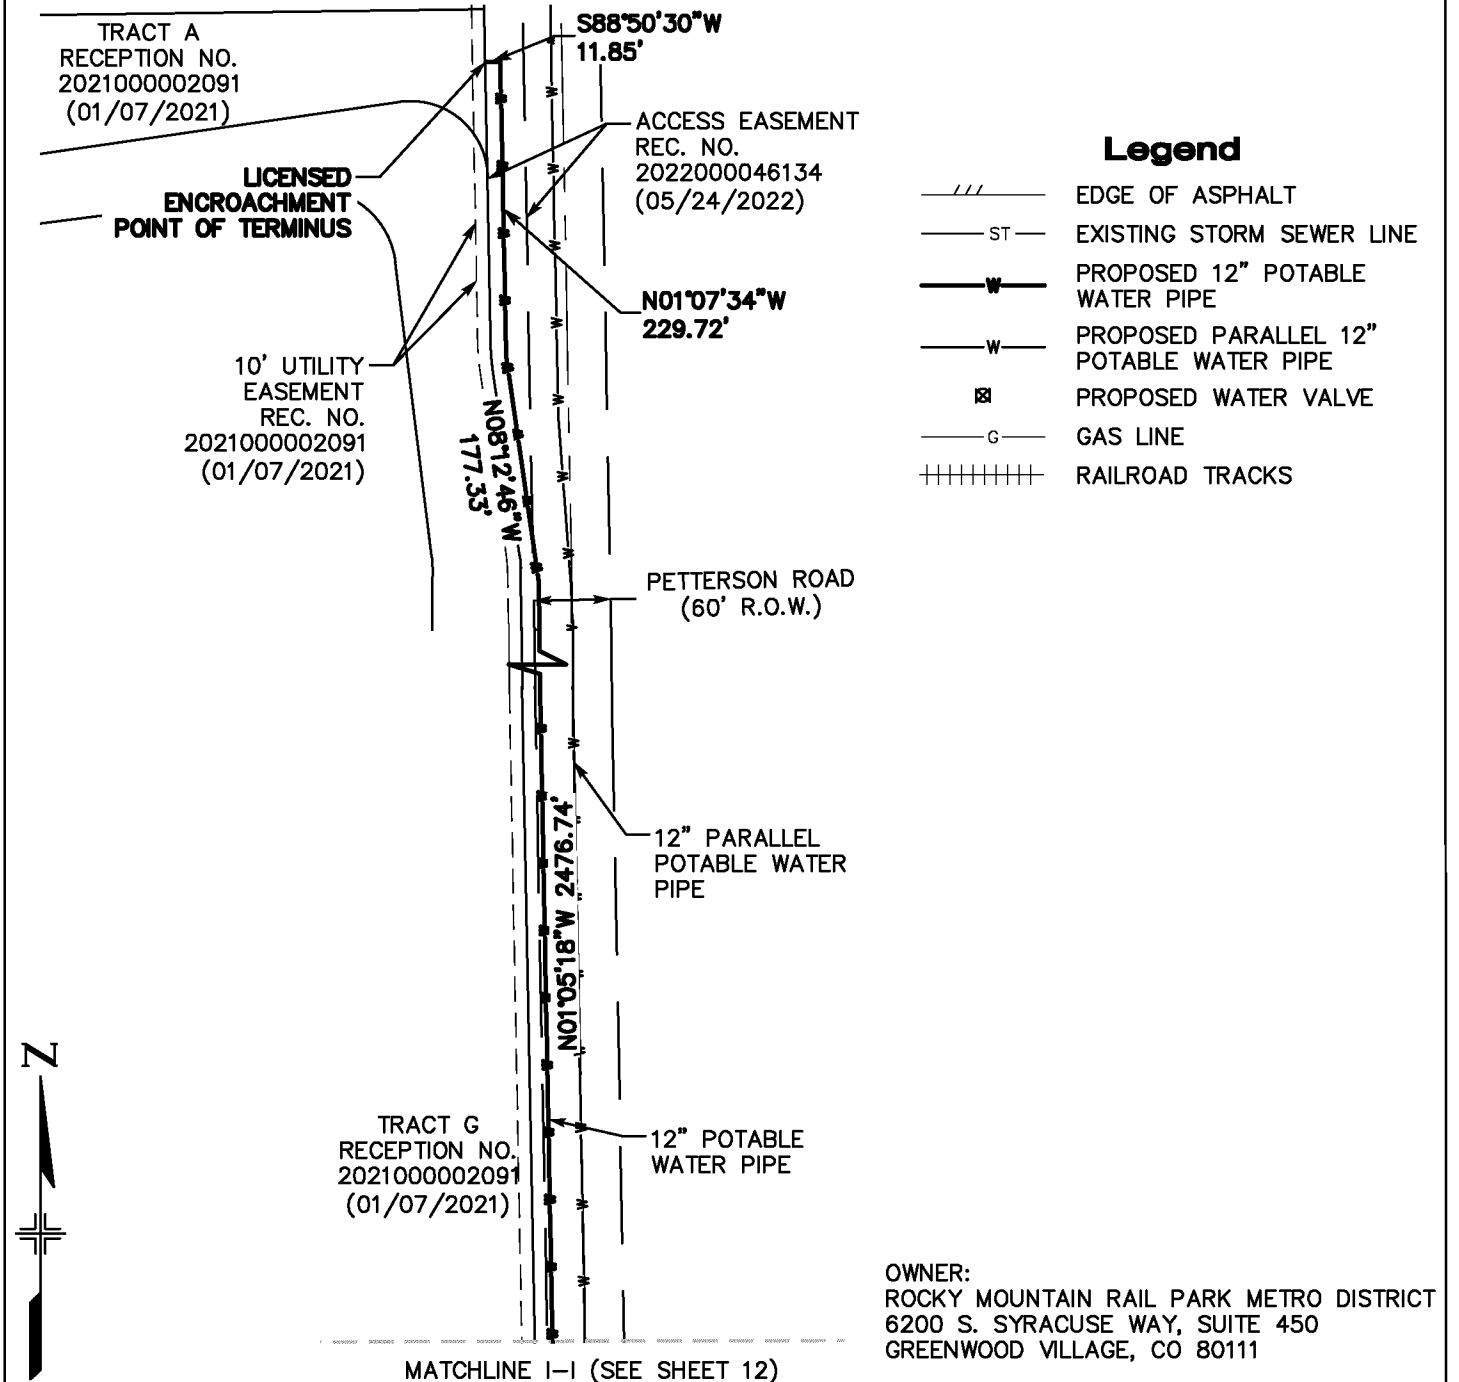 TRACT A
RECEPTION NO.
2021000002091
(01/07/2021)
S88°50'30"W
11.85'
ACCESS EASEMENT
REC. NO.
2022000046134
(05/24/2022)
LICENSED
ENCROACHMENT
POINT OF TERMINUS
N01°07'34"W
229.72'
10' UTILITY
EASEMENT
REC. NO.
2021000002091
(01/07/2021)
N08°12'46"W
177.33'
PETTERSON ROAD
(60' R.O.W.)
12" PARALLEL
POTABLE WATER
PIPE
N01°05'18"W 2476.74'
TRACT G
RECEPTION NO.
2021000002091
(01/07/2021)
12" POTABLE
WATER PIPE
MATCHLINE I-I (SEE SHEET 12)
Z
Legend
EDGE OF ASPHALT
ST
EXISTING STORM SEWER LINE
W
PROPOSED 12" POTABLE
WATER PIPE
W
PROPOSED PARALLEL 12"
POTABLE WATER PIPE
PROPOSED WATER VALVE
G
GAS LINE
RAILROAD TRACKS
OWNER:
ROCKY MOUNTAIN RAIL PARK METRO DISTRICT
6200 S. SYRACUSE WAY, SUITE 450
GREENWOOD VILLAGE, CO 80111